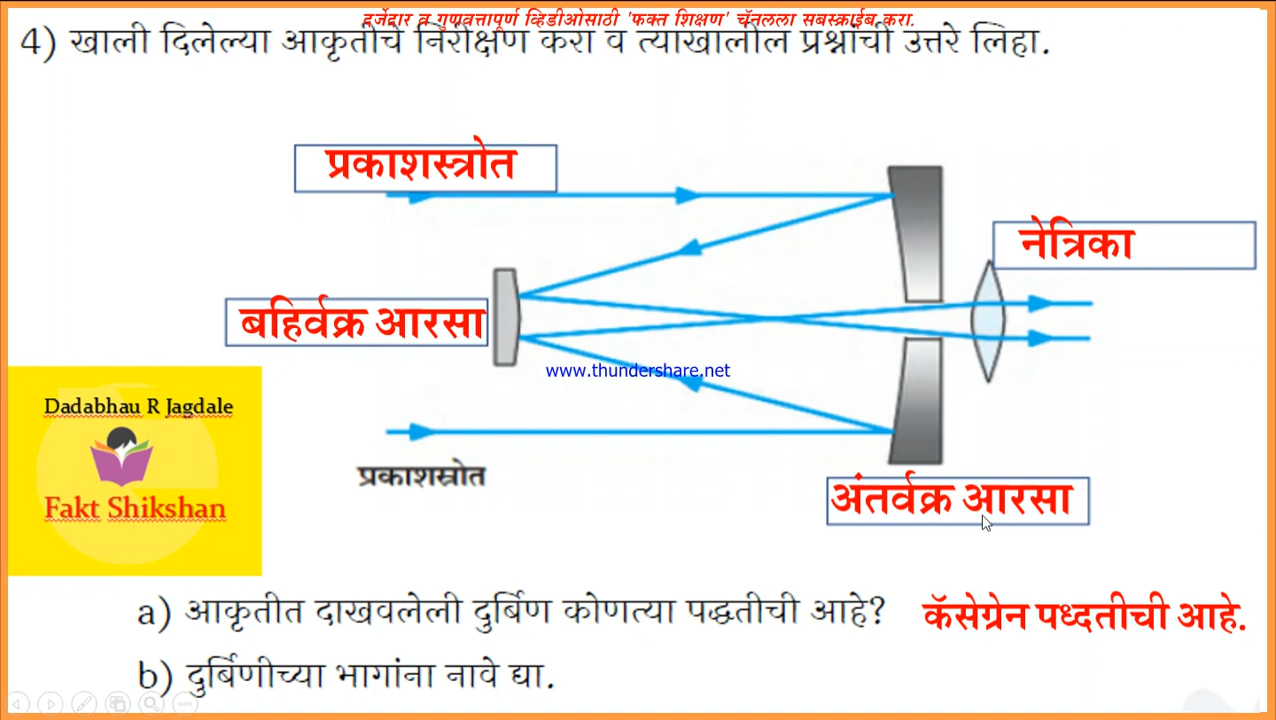 दर्जेदार व गुणवत्तापूर्ण व्हिडीओसाठी 'फक्त शिक्षण' चॅनलला सबस्क्राईब करा.
4) खाली दिलेल्या आकृतीचे निरीक्षण करा व त्याखालील प्रश्नांची उत्तरे लिहा.
प्रकाशस्त्रोत
नेत्रिका
बहिर्वक्र आरसा
www.thundershare.net
Dadabhau R Jagdale
Fakt Shikshan
प्रकाशस्रोत
अंतर्वक्र आरसा
a) आकृतीत दाखवलेली दुर्बिण कोणत्या पद्धतीची आहे? कॅसेग्रेन पध्दतीची आहे.
b) दुर्बिणीच्या भागांना नावे द्या.